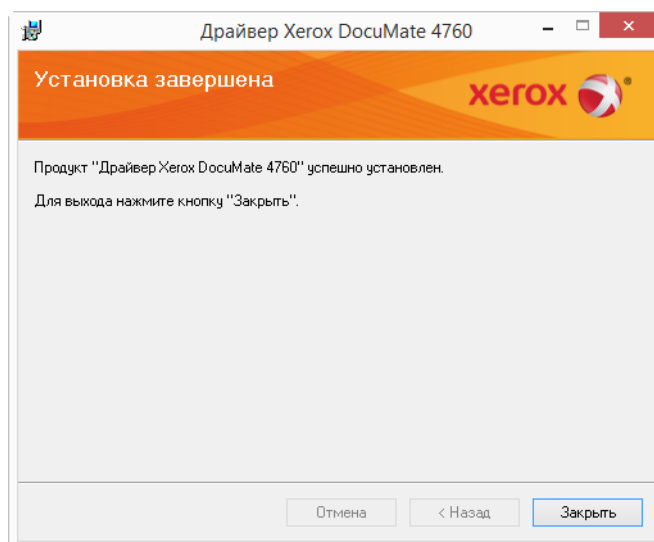 Драйвер Xerox DocuMate 4760
Установка завершена
xerox
Продукт "Драйвер Xerox DocuMate 4760" успешно установлен.
Для выхода нажмите кнопку "Закрыть".
Отмена
< Назад
Закрыть